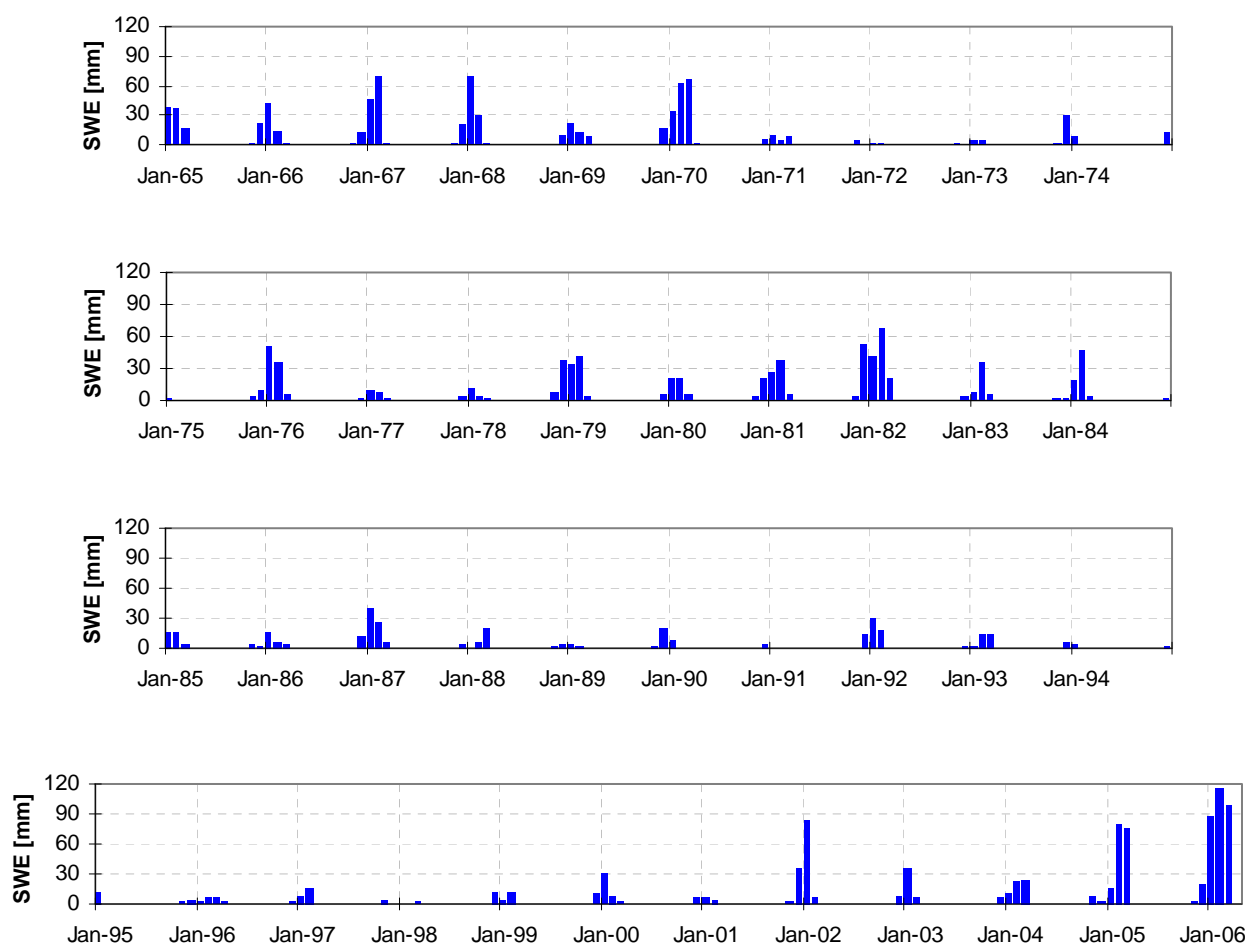 120
90
60
30
0
SWE [mm]
Jan-65 Jan-66 Jan-67 Jan-68 Jan-69 Jan-70 Jan-71 Jan-72 Jan-73 Jan-74
120
90
60
30
0
SWE [mm]
Jan-75 Jan-76 Jan-77 Jan-78 Jan-79 Jan-80 Jan-81 Jan-82 Jan-83 Jan-84
120
90
60
30
0
SWE [mm]
Jan-85 Jan-86 Jan-87 Jan-88 Jan-89 Jan-90 Jan-91 Jan-92 Jan-93 Jan-94
120
90
60
30
0
SWE [mm]
Jan-95 Jan-96 Jan-97 Jan-98 Jan-99 Jan-00 Jan-01 Jan-02 Jan-03 Jan-04 Jan-05 Jan-06